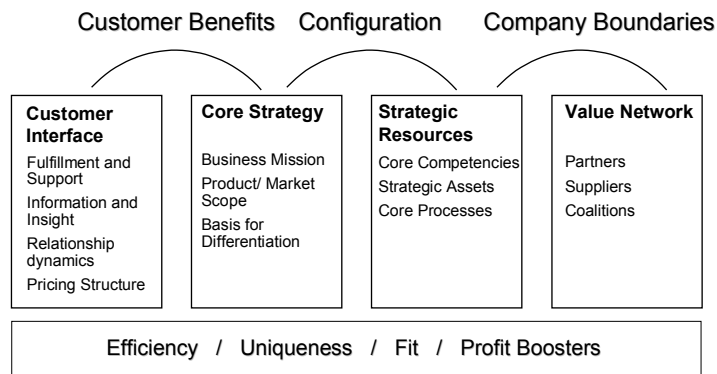 Customer Benefits Configuration Company Boundaries
Customer
Interface
Fulfillment and
Support
Information and
Insight
Relationship
dynamics
Pricing Structure
Core Strategy
Business Mission
Product/ Market
Scope
Basis for
Differentiation
Strategic
Resources
Core Competencies
Strategic Assets
Core Processes
Value Network
Partners
Suppliers
Coalitions
Efficiency / Uniqueness / Fit / Profit Boosters